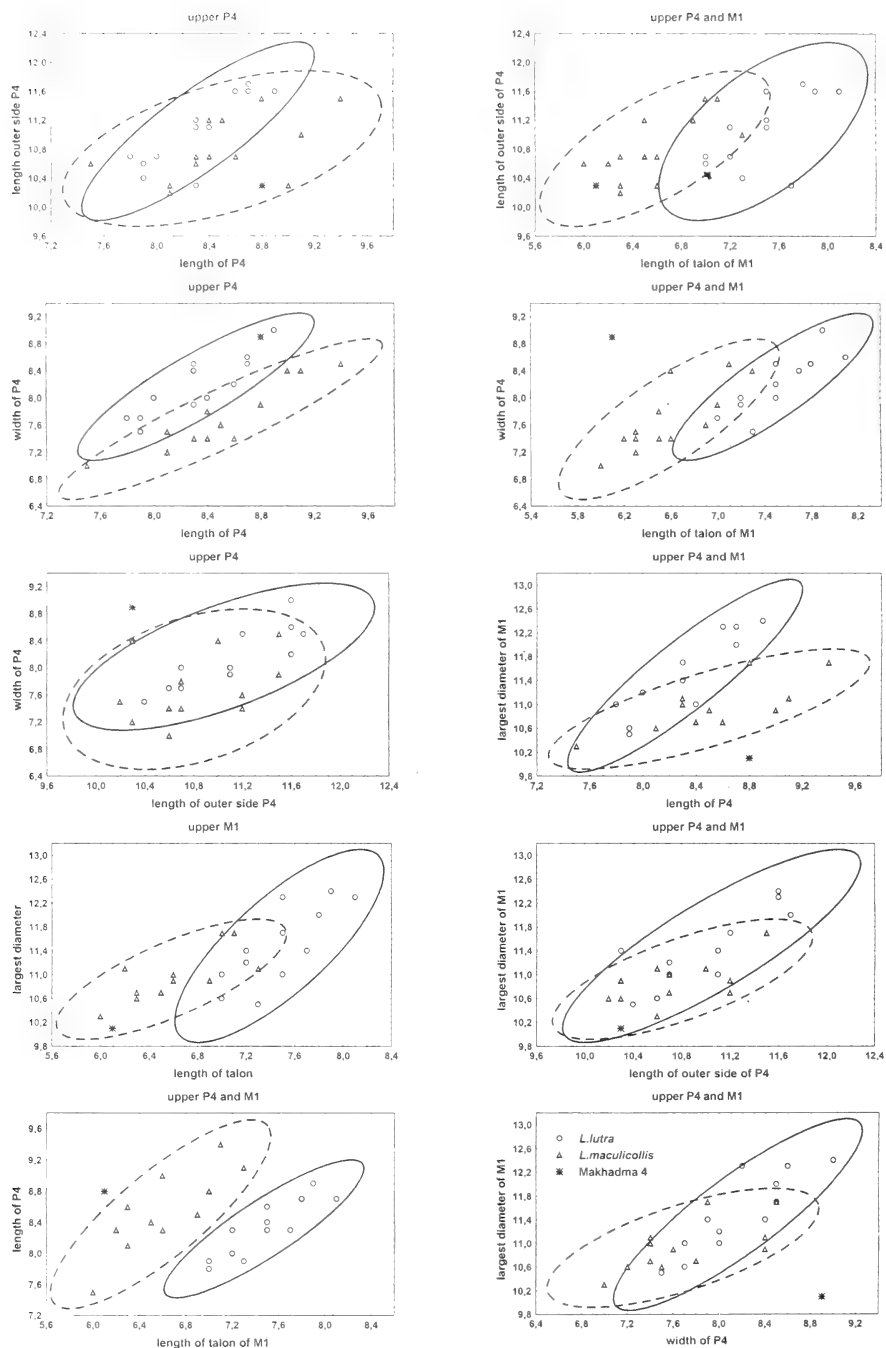 upper P4
length outer side P4
12,4
12,0
11,6
11,2
10,8
10,4
10,0
9,6
7,2 7,6 8,0 8,4 8,8 9,2 9,6
length of P4
upper P4 and M1
length of outer side of P4
12,4
12,0
11,6
11,2
10,8
10,4
10,0
9,6
5,6 6,0 6,4 6,8 7,2 7,6 8,0 8,4
length of talon of M1
upper P4
width of P4
9,2
8,8
8,4
8,0
7,6
7,2
6,8
6,4
7,2 7,6 8,0 8,4 8,8 9,2 9,6
length of P4
upper P4 and M1
width of P4
9,2
8,8
8,4
8,0
7,6
7,2
6,8
6,4
5,4 5,8 6,2 6,6 7,0 7,4 7,8 8,2
length of talon of M1
upper P4
width of P4
9,2
8,8
8,4
8,0
7,6
7,2
6,8
6,4
9,6 10,0 10,4 10,8 11,2 11,6 12,0 12,4
length of outer side P4
upper P4 and M1
largest diameter of M1
13,0
12,6
12,2
11,8
11,4
11,0
10,6
10,2
9,8
7,2 7,6 8,0 8,4 8,8 9,2 9,6
length of P4
upper M1
largest diameter
13,0
12,6
12,2
11,8
11,4
11,0
10,6
10,2
9,8
5,6 6,0 6,4 6,8 7,2 7,6 8,1 8,4
length of talon
upper P4 and M1
largest diameter of M1
13,0
12,6
12,2
11,8
11,4
11,0
10,6
10,2
9,8
9,6 10,0 10,4 10,8 11,2 11,6 12,0 12,4
length of outer side of P4
upper P4 and M1
length of P4
9,6
9,2
8,8
8,4
8,0
7,6
7,2
5,6 6,0 6,4 6,8 7,2 7,6 8,0 8,4
length of talon of M1
upper P4 and M1
largest diameter of M1
13,0
12,6
12,2
11,8
11,4
11,0
10,6
10,2
9,8
6,4 6,8 7,2 7,6 8,0 8,4 8,8 9,2
width of P4
L.lutra
L.maculicollis
Makhadma 4